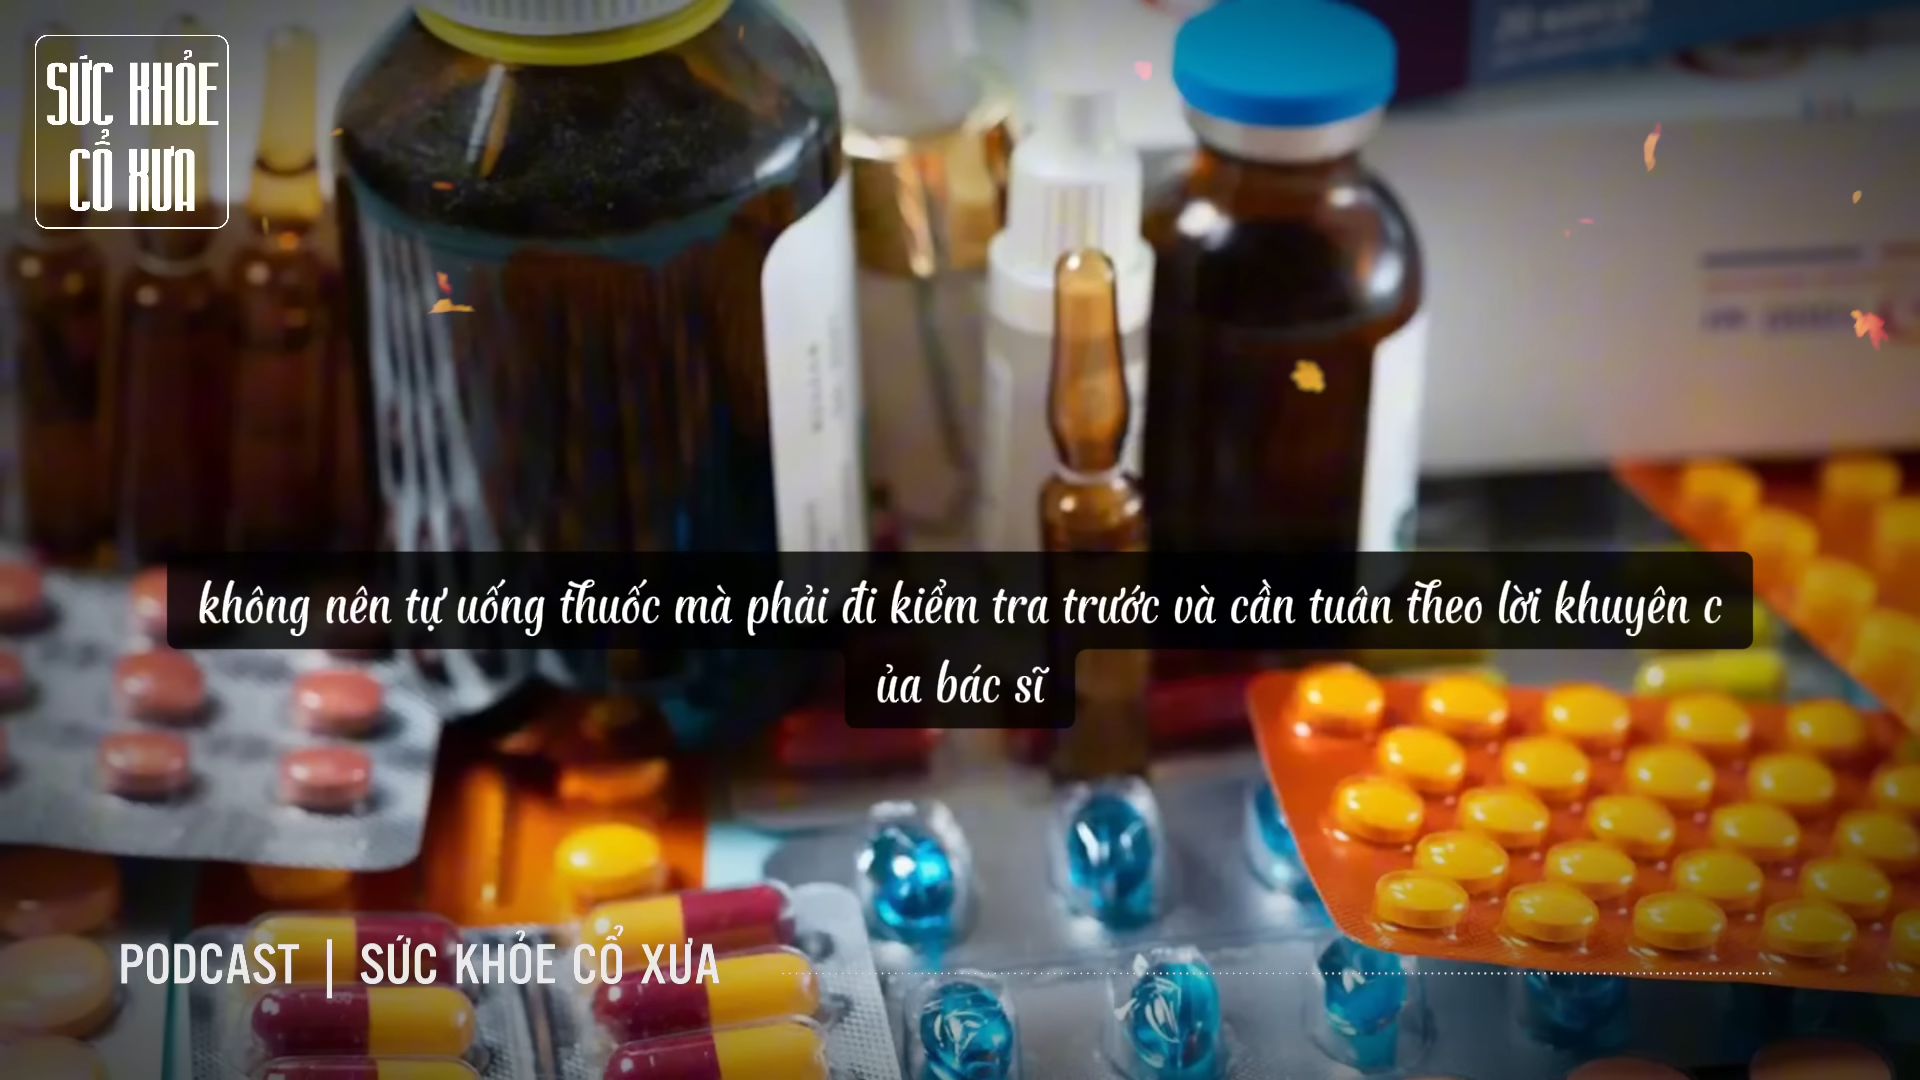 SỨC KHỎE
CỔ XƯA
không nên tự uống thuốc mà phải đi kiểm tra trước và cần tuân theo lời khuyên c
ủa bác sĩ
PODCAST | SỨC KHỎE CỔ XƯA